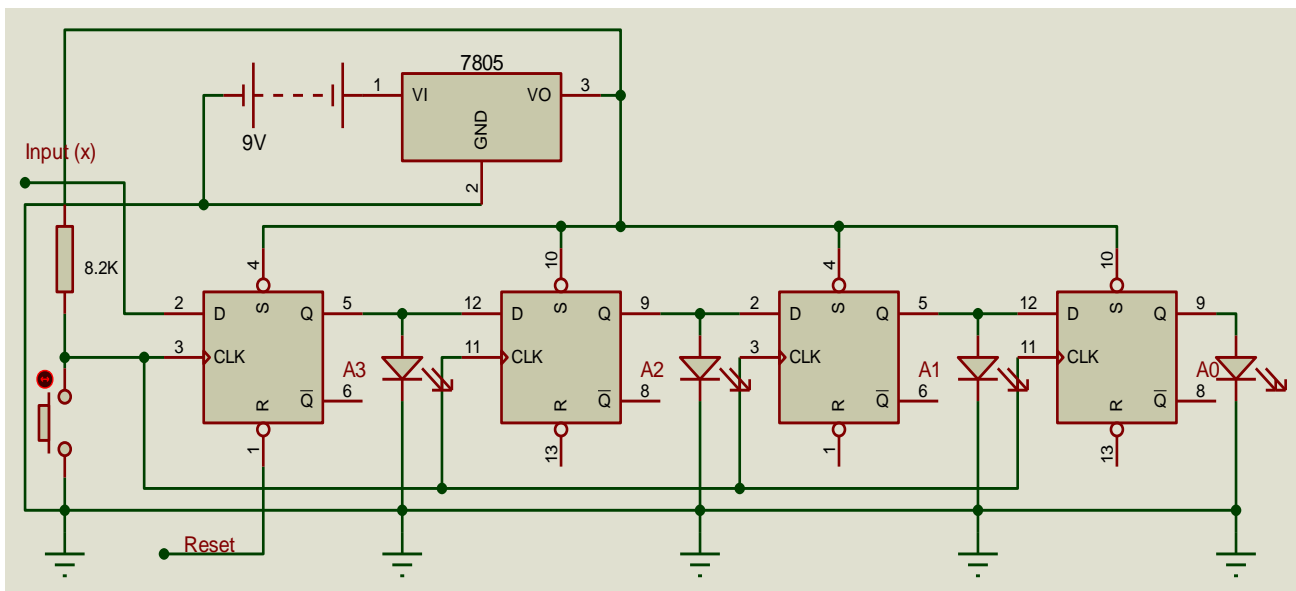 7805
1 VI VO 3
GND
2
9V
Input (x)
8.2K
4 10 4 10
S S S S
2 D Q 5 12 D Q 9 2 D Q 5 12 D Q 9
3 CLK 11 CLK 3 CLK 11 CLK
A3 A2 A1 A0
R Q 6 R Q 8 R Q 6 R Q 8
1 13 1 13
Reset